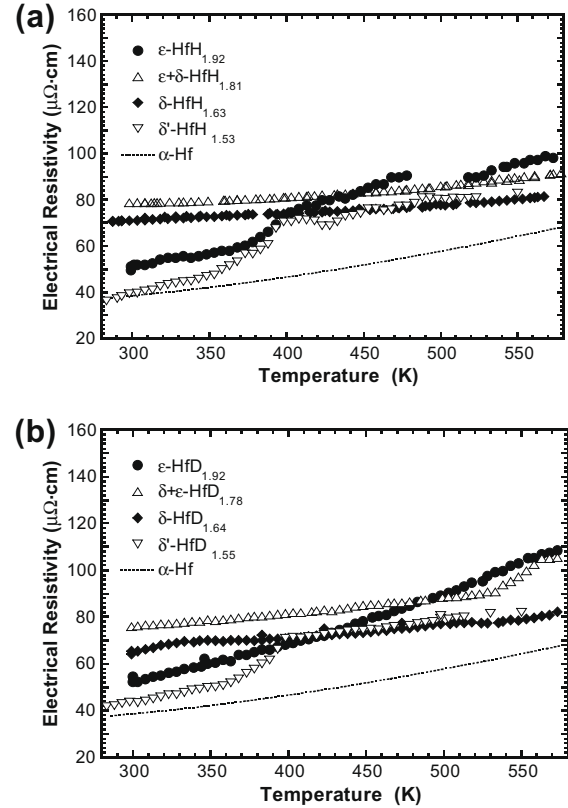 (a)
160
140
120
100
80
60
40
20
Electrical Resistivity (μΩ·cm)
ε-HfH1.92
ε+δ-HfH1.81
δ-HfH1.63
δ'-HfH1.53
α-Hf
300 350 400 450 500 550
Temperature (K)
(b)
160
140
120
100
80
60
40
20
Electrical Resistivity (μΩ·cm)
ε-HfD1.92
δ+ε-HfD1.78
δ-HfD1.64
δ'-HfD1.55
α-Hf
300 350 400 450 500 550
Temperature (K)